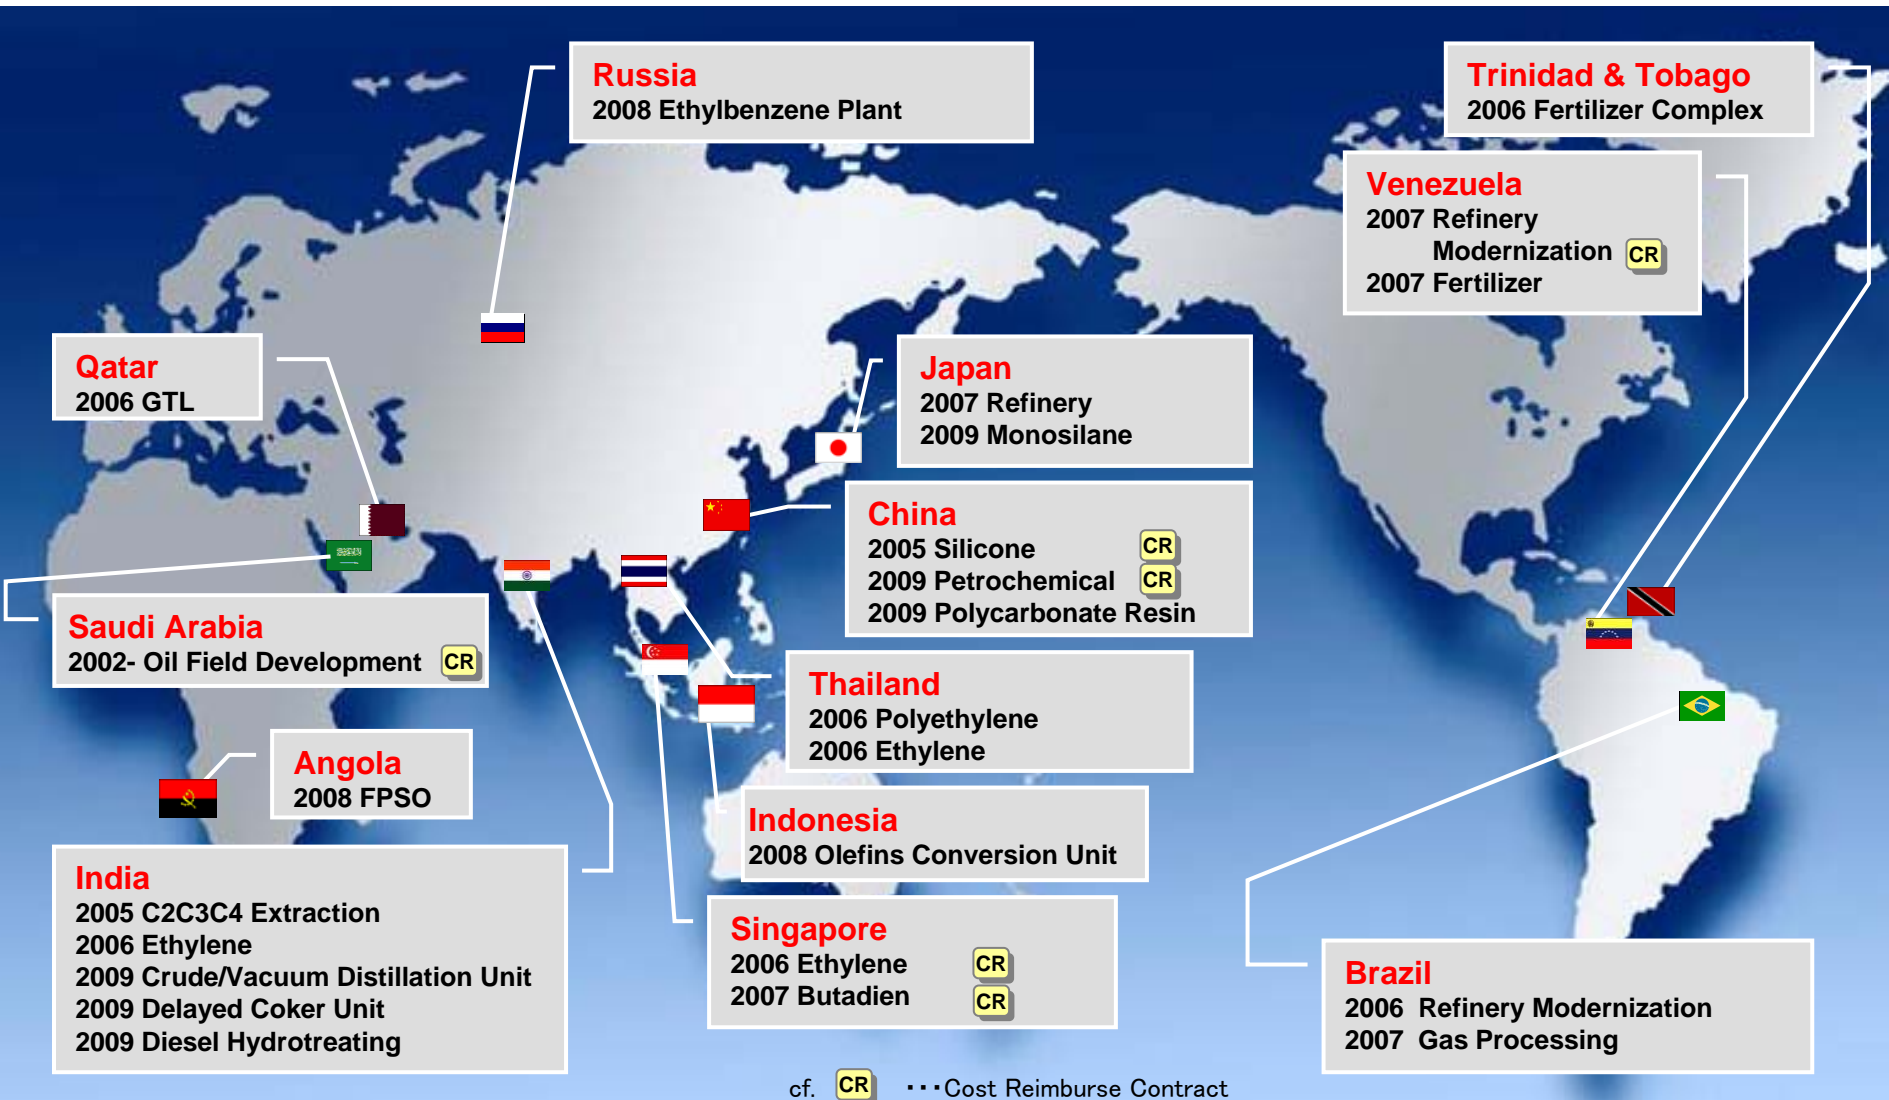 Russia
2008 Ethylbenzene Plant
Trinidad & Tobago
2006 Fertilizer Complex
Venezuela
2007 Refinery
Modernization CR
2007 Fertilizer
Qatar
2006 GTL
Japan
2007 Refinery
2009 Monosilane
China
2005 Silicone CR
2009 Petrochemical CR
2009 Polycarbonate Resin
Saudi Arabia
2002- Oil Field Development CR
Thailand
2006 Polyethylene
2006 Ethylene
Angola
2008 FPSO
Indonesia
2008 Olefins Conversion Unit
India
2005 C2C3C4 Extraction
2006 Ethylene
2009 Crude/Vacuum Distillation Unit
2009 Delayed Coker Unit
2009 Diesel Hydrotreating
Singapore
2006 Ethylene CR
2007 Butadien CR
Brazil
2006 Refinery Modernization
2007 Gas Processing
cf. CR ・・・Cost Reimburse Contract